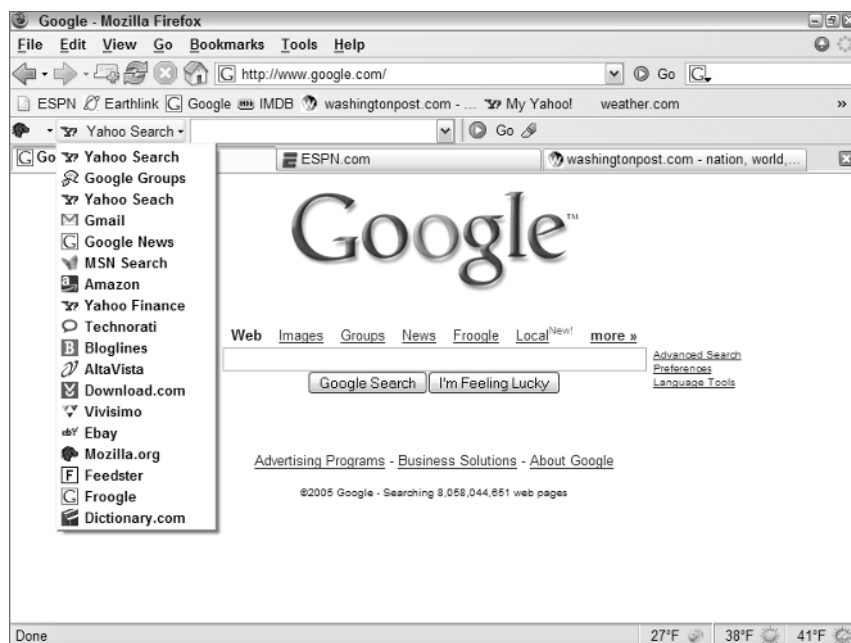 Google - Mozilla Firefox
File Edit View Go Bookmarks Tools Help
G http://www.google.com/ Go G
ESPN Earthlink G Google IMDB washingtonpost.com - ... My Yahoo! weather.com »
Yahoo Search Go
G Go ESPN.com washingtonpost.com - nation, world,...
Yahoo Search
Google Groups
Yahoo Seach
Gmail
Google News
MSN Search
Amazon
Yahoo Finance
Technorati
Bloglines
AltaVista
Download.com
Vivisimo
Ebay
Mozilla.org
Feedster
Froogle
Dictionary.com
Google™
Web Images Groups News Froogle Local New! more »
Advanced Search
Preferences
Language Tools
Google Search I'm Feeling Lucky
Advertising Programs - Business Solutions - About Google
©2005 Google - Searching 8,058,044,651 web pages
Done 27°F 38°F 41°F